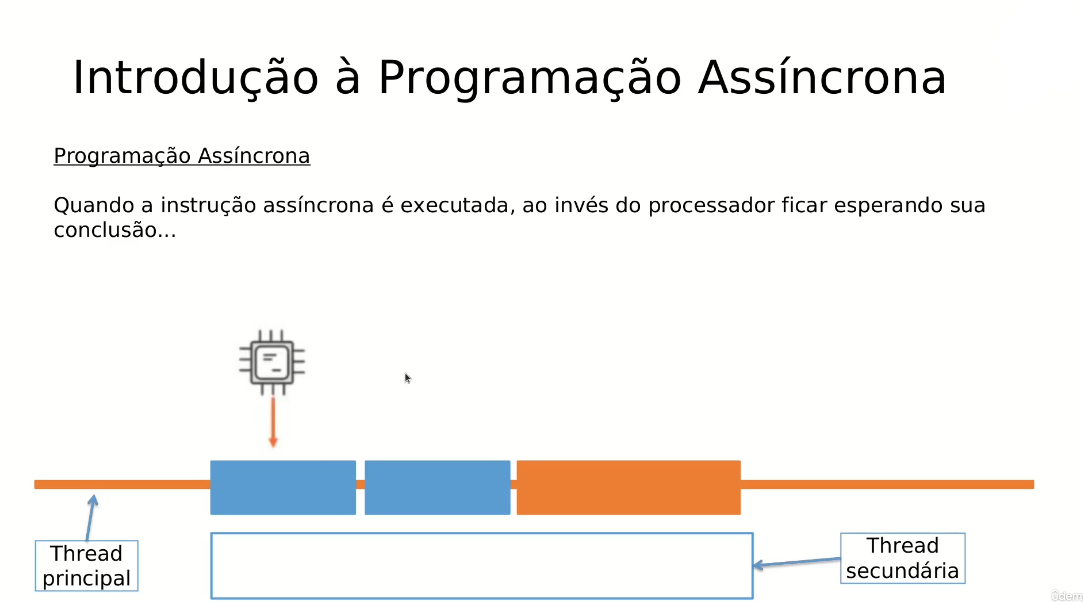 Introdução à Programação Assíncrona
Programação Assíncrona
Quando a instrução assíncrona é executada, ao invés do processador ficar esperando sua
conclusão...
Thread
principal
Thread
secundária